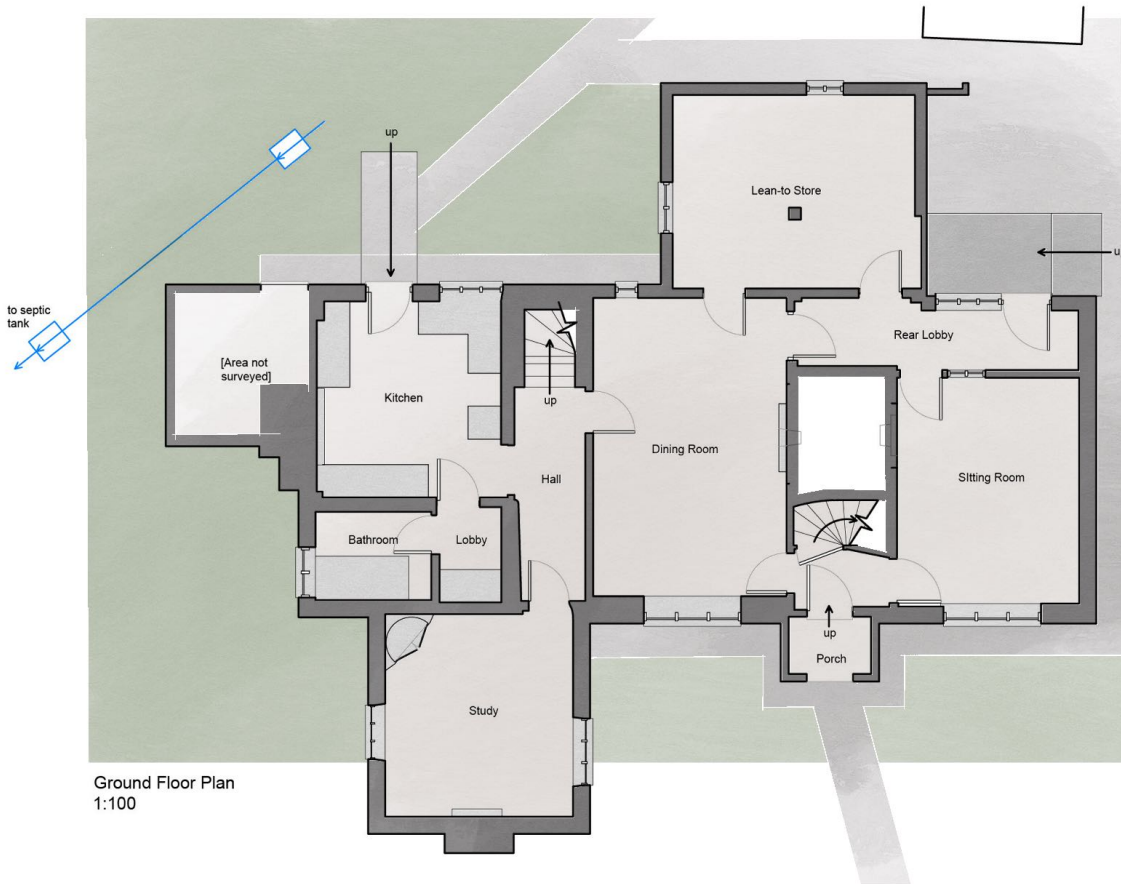 up
Lean-to Store
up
to septic
tank
[Area not
surveyed]
Rear Lobby
Kitchen
up
Dining Room
Hall
SItting Room
Bathroom
Lobby
up
Porch
Study
Ground Floor Plan
1:100